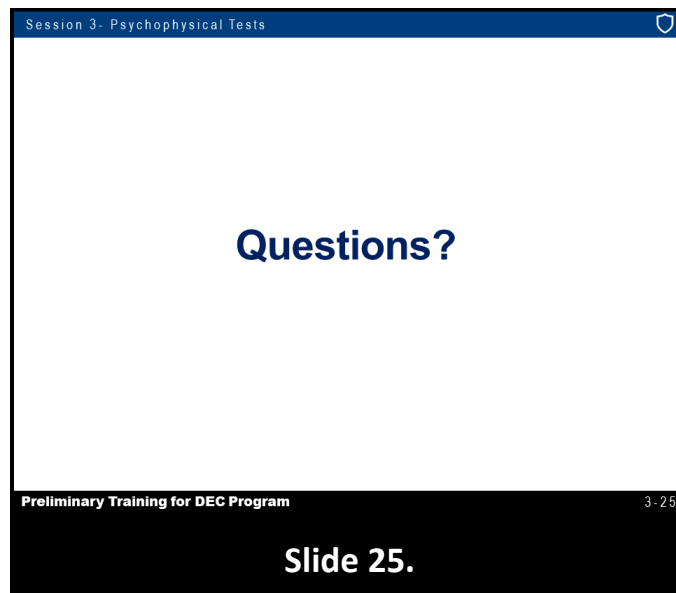 Session 3- Psychophysical Tests
Questions?
Preliminary Training for DEC Program
3-25
Slide 25.